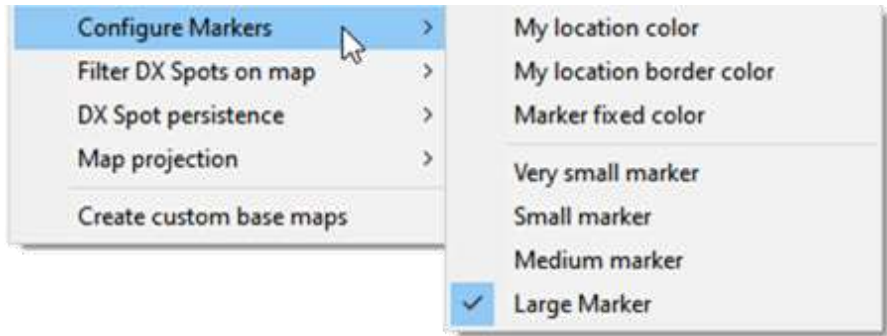 Configure Markers
Filter DX Spots on map
DX Spot persistence
Map projection
Create custom base maps
My location color
My location border color
Marker fixed color
Very small marker
Small marker
Medium marker
Large Marker